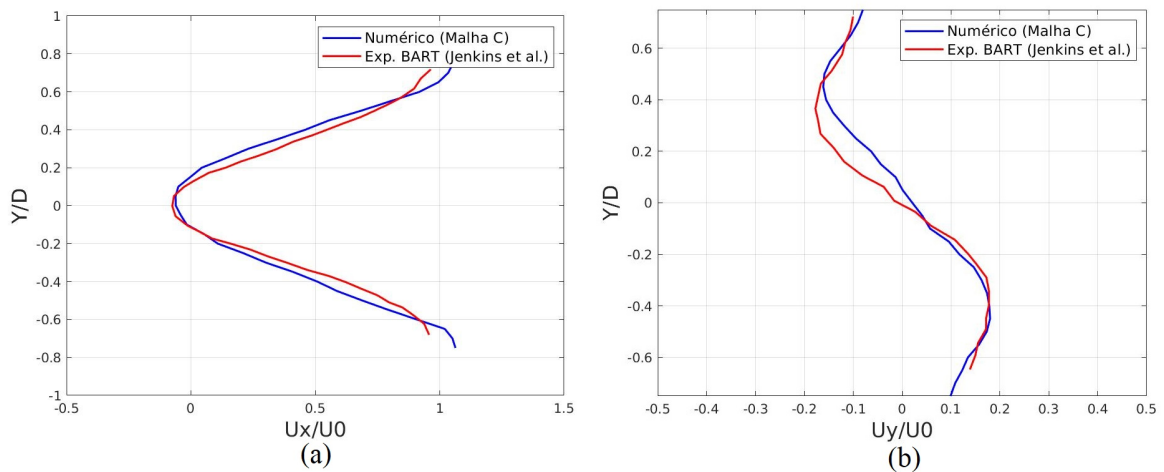 Numérico (Malha C)
Exp. BART (Jenkins et al.)
1
0.8
0.6
0.4
0.2
0
-0.2
-0.4
-0.6
-0.8
-1
Y/D
-0.5 0 0.5 1 1.5
Ux/U0
(a)
Numérico (Malha C)
Exp. BART (Jenkins et al.)
0.6
0.4
0.2
0
-0.2
-0.4
-0.6
Y/D
-0.5 -0.4 -0.3 -0.2 -0.1 0 0.1 0.2 0.3 0.4 0.5
Uy/U0
(b)